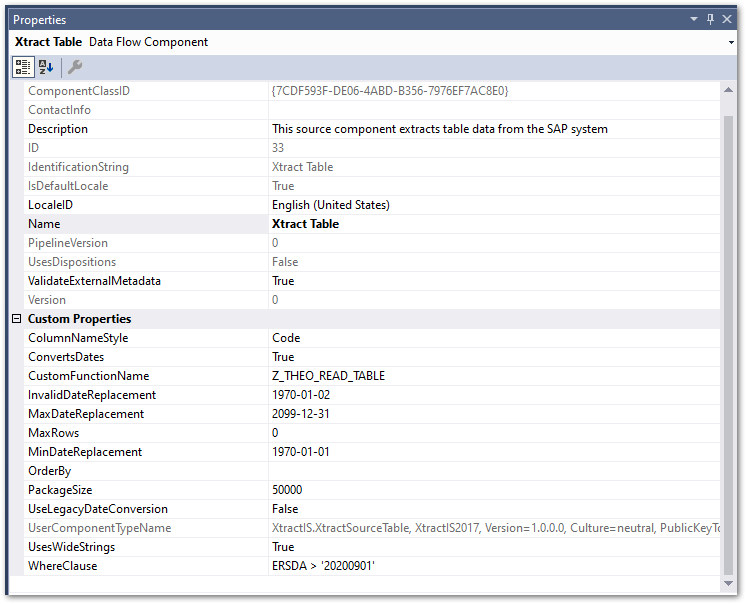 Properties
Xtract Table Data Flow Component
ComponentClassID {7CDF593F-DE06-4ABD-B356-7976EF7AC8E0}
ContactInfo
Description This source component extracts table data from the SAP system
ID 33
IdentificationString Xtract Table
IsDefaultLocale True
LocaleID English (United States)
Name Xtract Table
PipelineVersion 0
UsesDispositions False
ValidateExternalMetadata True
Version 0
Custom Properties
ColumnNameStyle Code
ConvertsDates True
CustomFunctionName Z_THEO_READ_TABLE
InvalidDateReplacement 1970-01-02
MaxDateReplacement 2099-12-31
MaxRows 0
MinDateReplacement 1970-01-01
OrderBy
PackageSize 50000
UseLegacyDateConversion False
UserComponentTypeName XtractIS.XtractSourceTable, XtractIS2017, Version=1.0.0.0, Culture=neutral, PublicKeyTo
UsesWideStrings True
WhereClause ERSDA > '20200901'